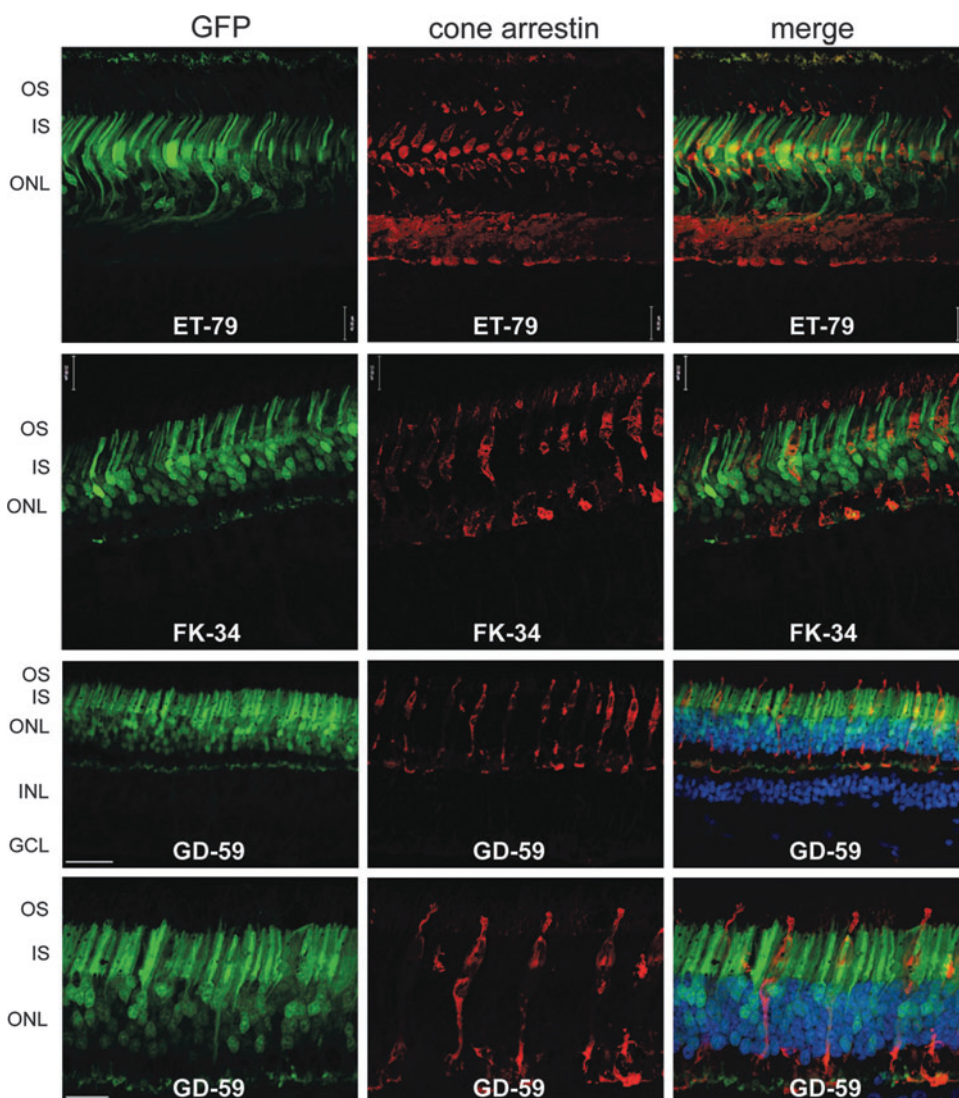 GFP cone arrestin merge
OS
IS
ONL
ET-79 ET-79 ET-79
OS
IS
ONL
FK-34 FK-34 FK-34
OS
IS
ONL
INL
GCL
GD-59 GD-59 GD-59
OS
IS
ONL
GD-59 GD-59 GD-59